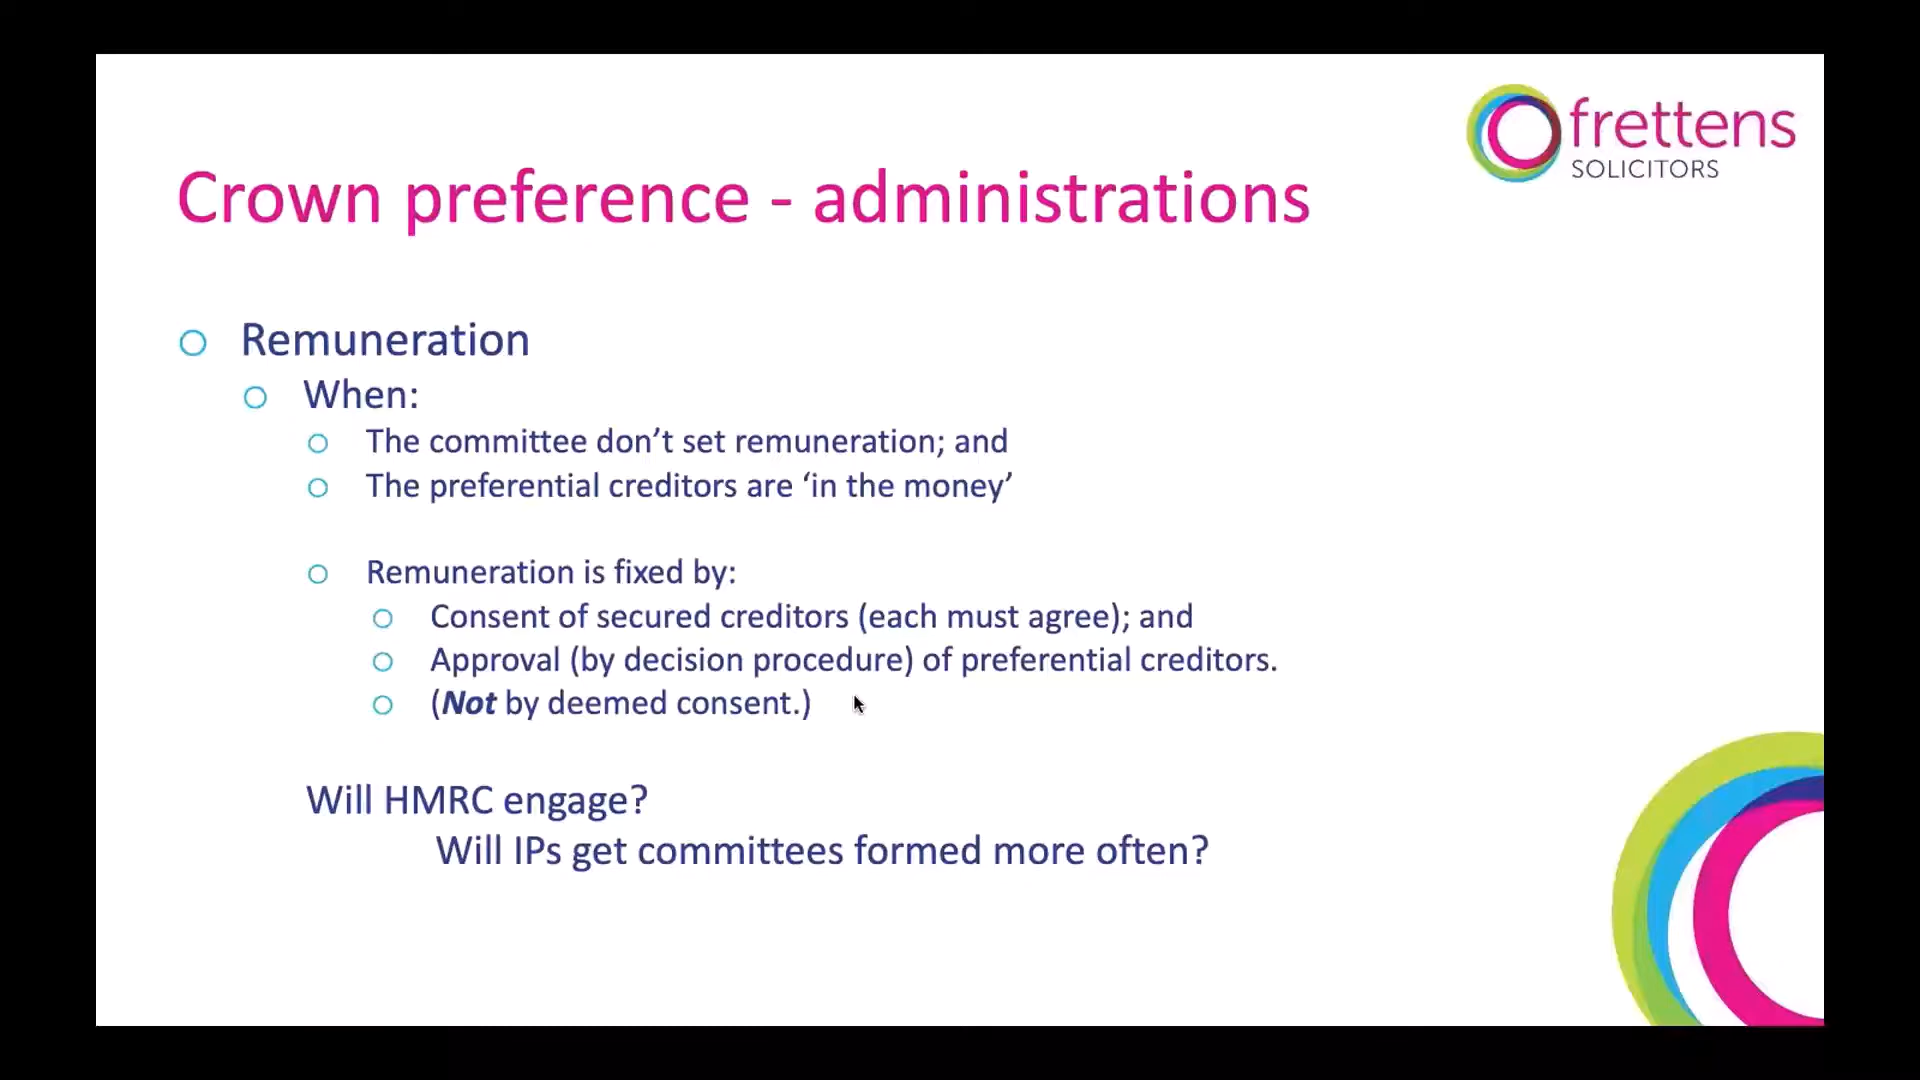 frettens
SOLICITORS
Crown preference - administrations
Remuneration
When:
The committee don’t set remuneration; and
The preferential creditors are ‘in the money’
Remuneration is fixed by:
Consent of secured creditors (each must agree); and
Approval (by decision procedure) of preferential creditors.
(Not by deemed consent.)
Will HMRC engage?
Will IPs get committees formed more often?